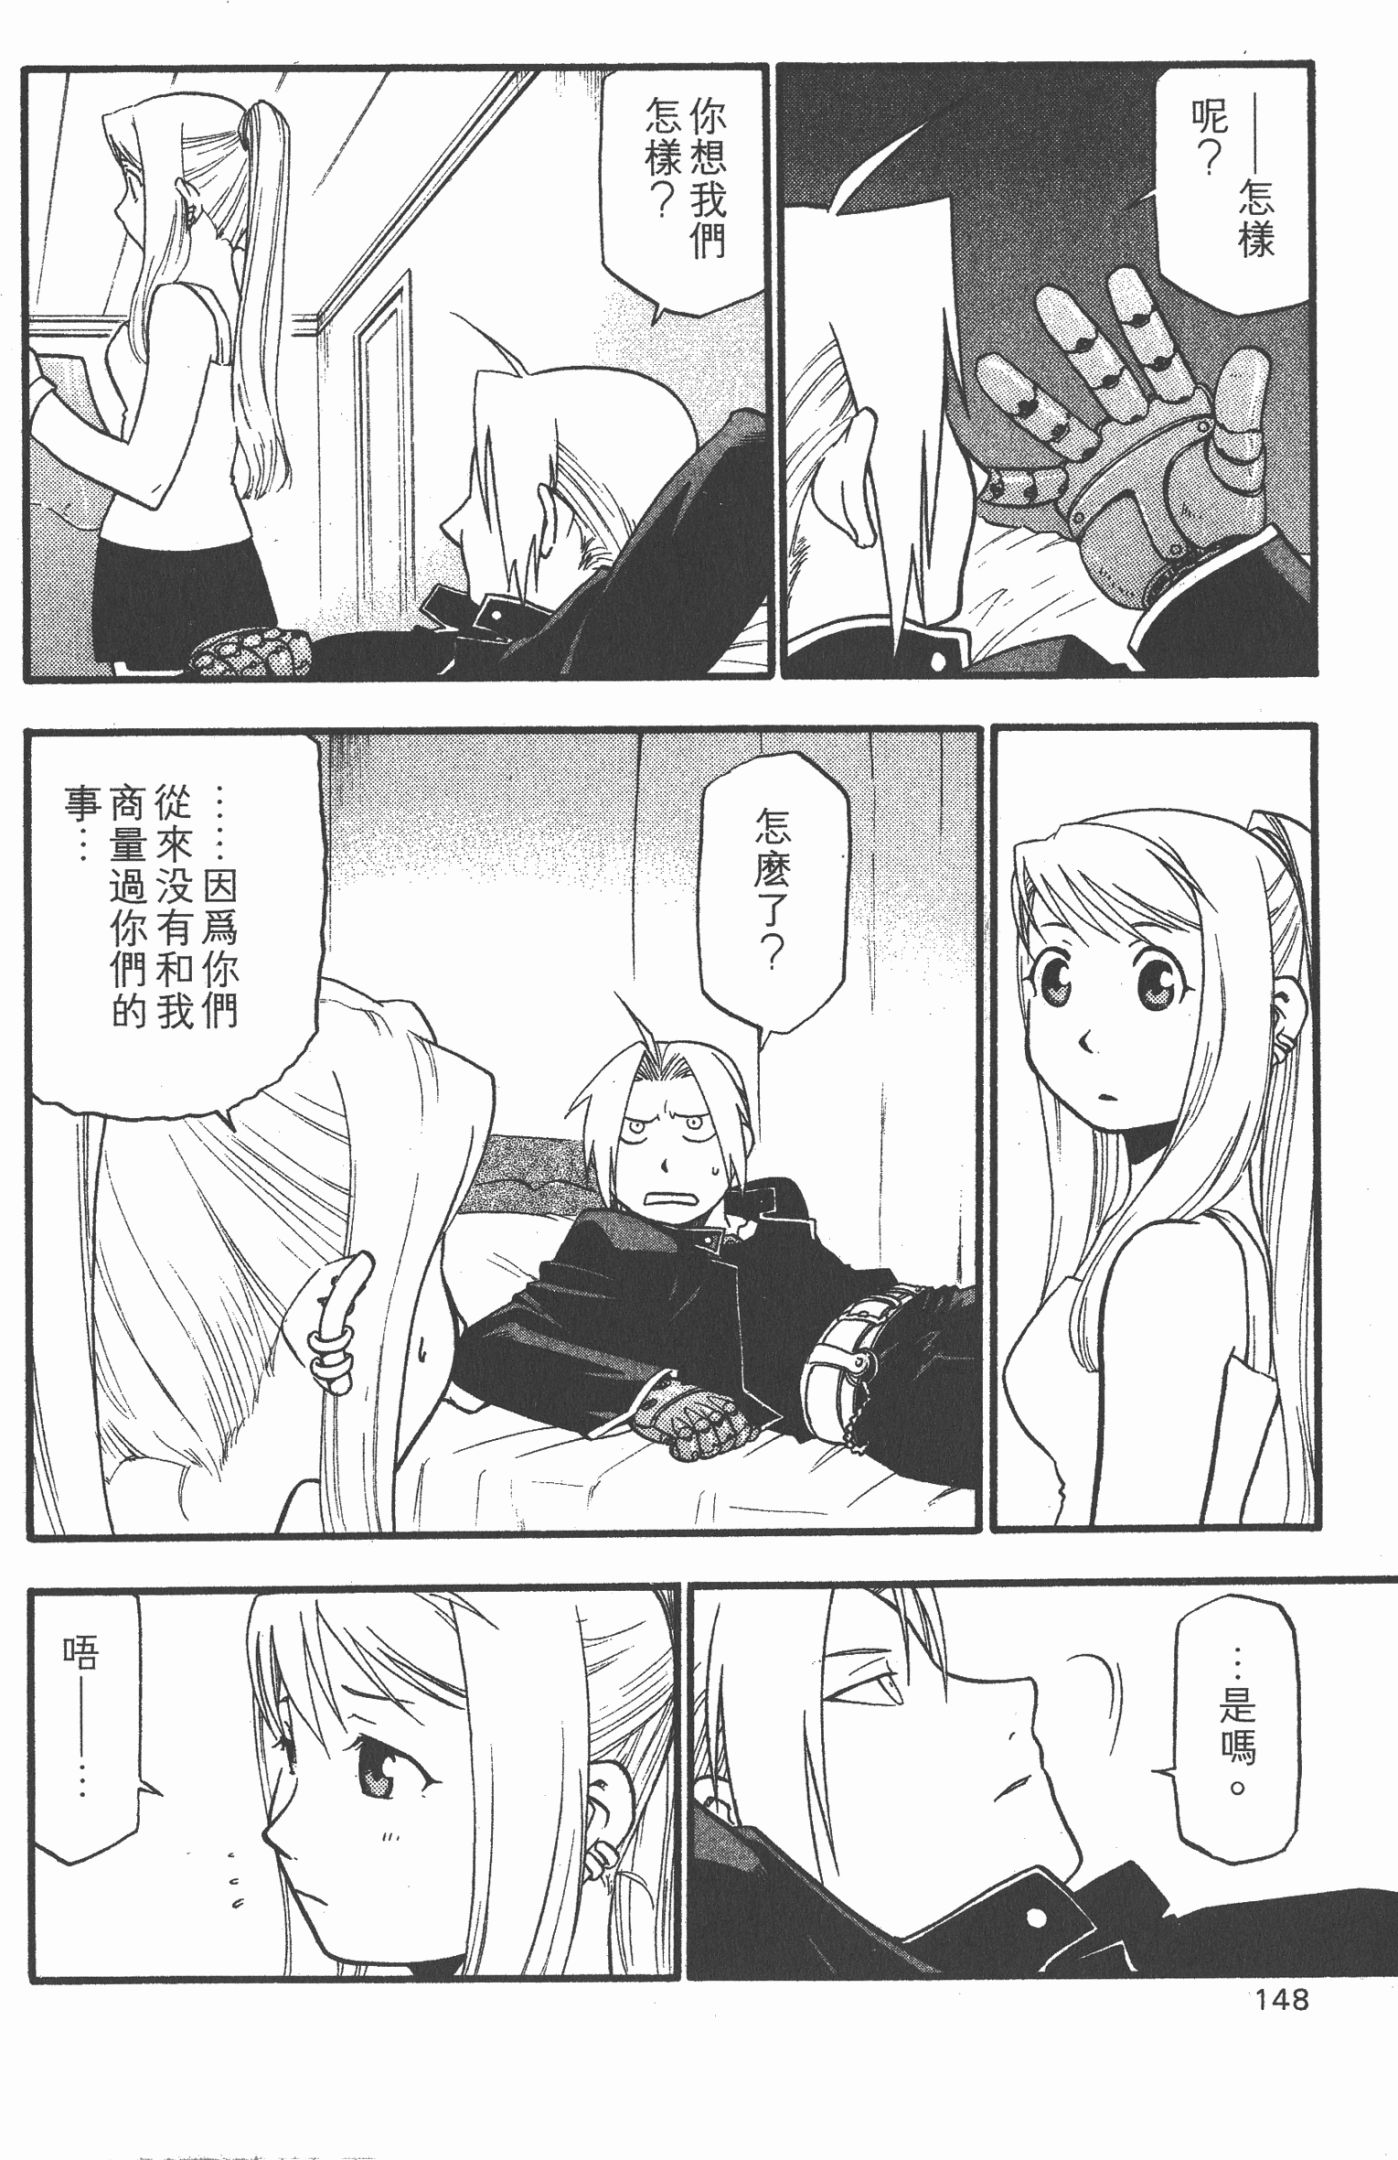 ——怎樣
呢？
你想我們
怎樣？
怎麼了？
……因爲你們
從來没有和我
商量過你們的
事…
…是嗎。
唔——…
148